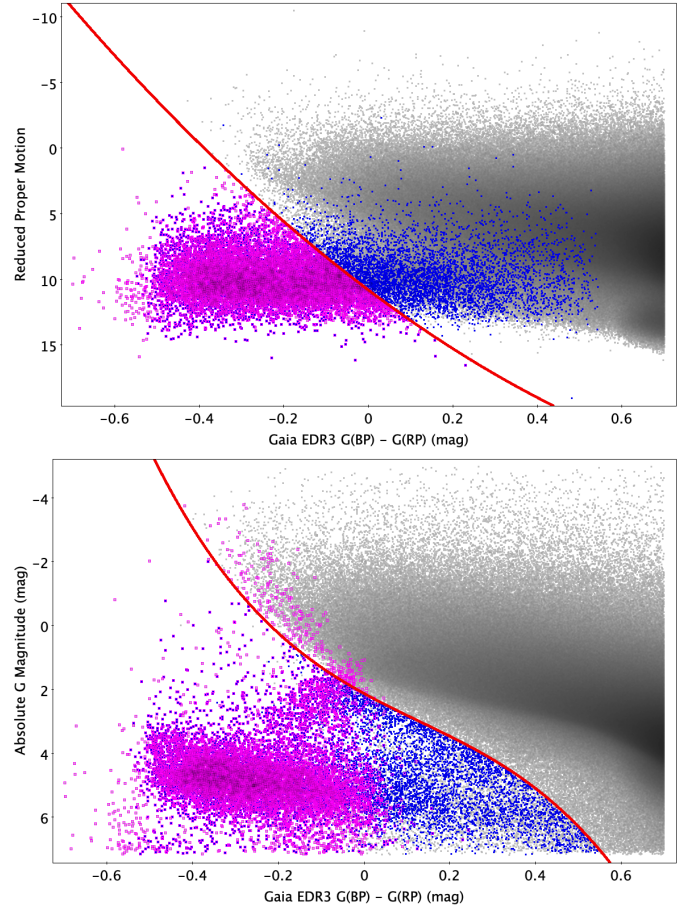 −10
−5
0
5
10
15
Reduced Proper Motion
−0.6 −0.4 −0.2 0 0.2 0.4 0.6
Gaia EDR3 G(BP) − G(RP) (mag)
−4
−2
0
2
4
6
Absolute G Magnitude (mag)
−0.6 −0.4 −0.2 0 0.2 0.4 0.6
Gaia EDR3 G(BP) − G(RP) (mag)